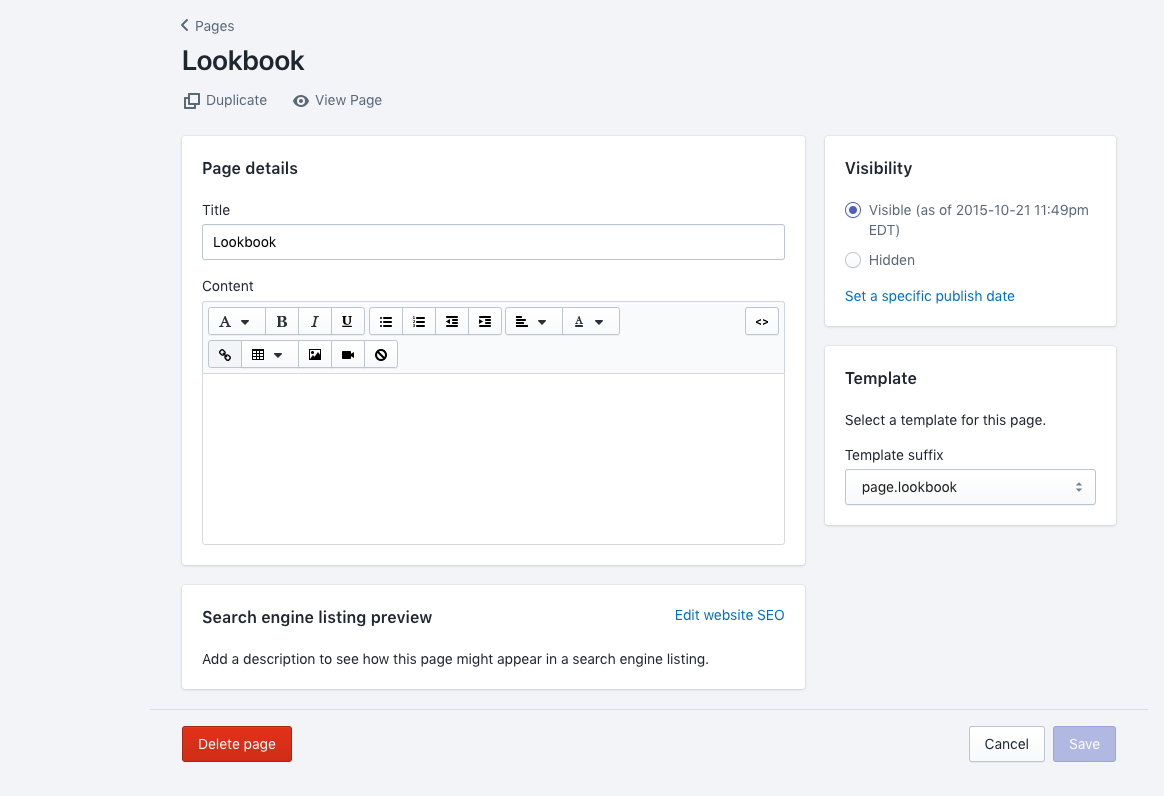 Pages
Lookbook
Duplicate View Page
Page details
Title
Lookbook
Content
A B I U A <>
Search engine listing preview
Edit website SEO
Add a description to see how this page might appear in a search engine listing.
Visibility
Visible (as of 2015-10-21 11:49pm
EDT)
Hidden
Set a specific publish date
Template
Select a template for this page.
Template suffix
page.lookbook
Delete page
Cancel Save